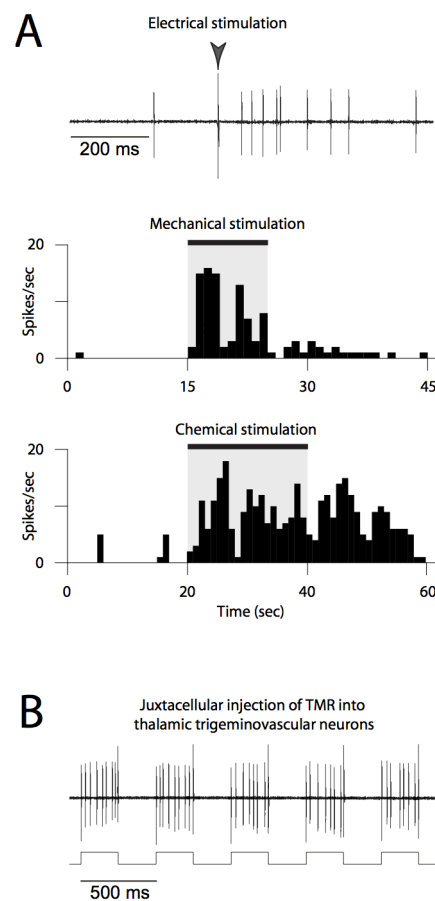 A
Electrical stimulation
200 ms
Mechanical stimulation
20
Spikes/sec
0
0 15 30 45
Chemical stimulation
20
Spikes/sec
0
0 20 40 60
Time (sec)
B
Juxtacellular injection of TMR into
thalamic trigeminovascular neurons
500 ms